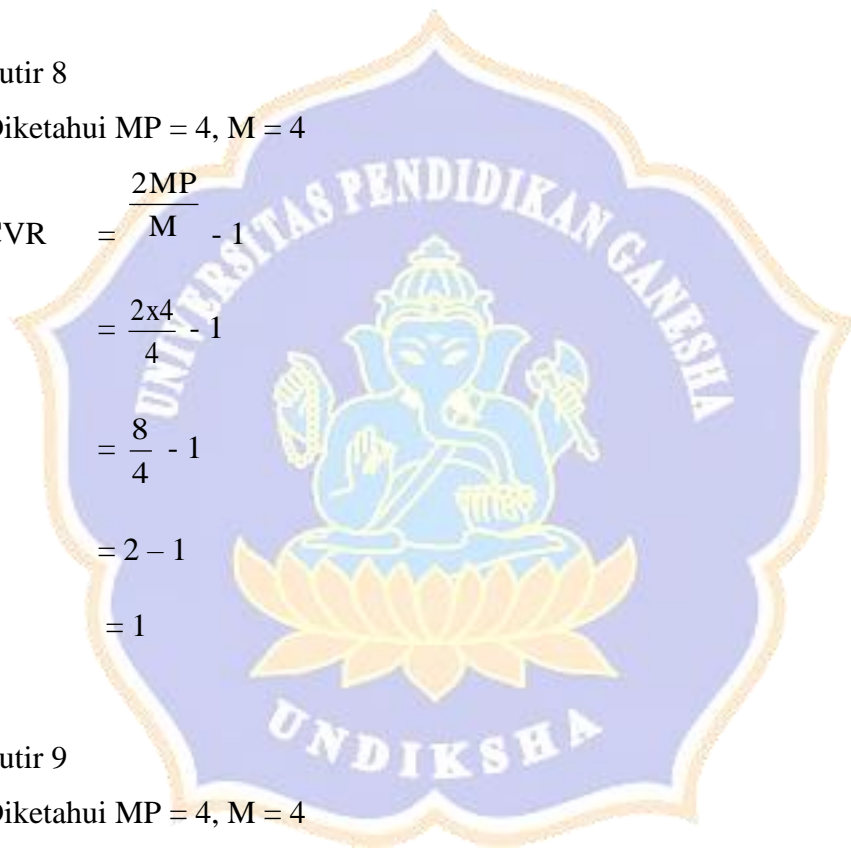 utir 8
Diketahui MP = 4, M = 4
CVR = 2MP/M - 1
= 2x4/4 - 1
= 8/4 - 1
= 2 – 1
= 1
UNIVERSITAS PENDIDIKAN GANESHA
UNDIKSHA
utir 9
Diketahui MP = 4, M = 4